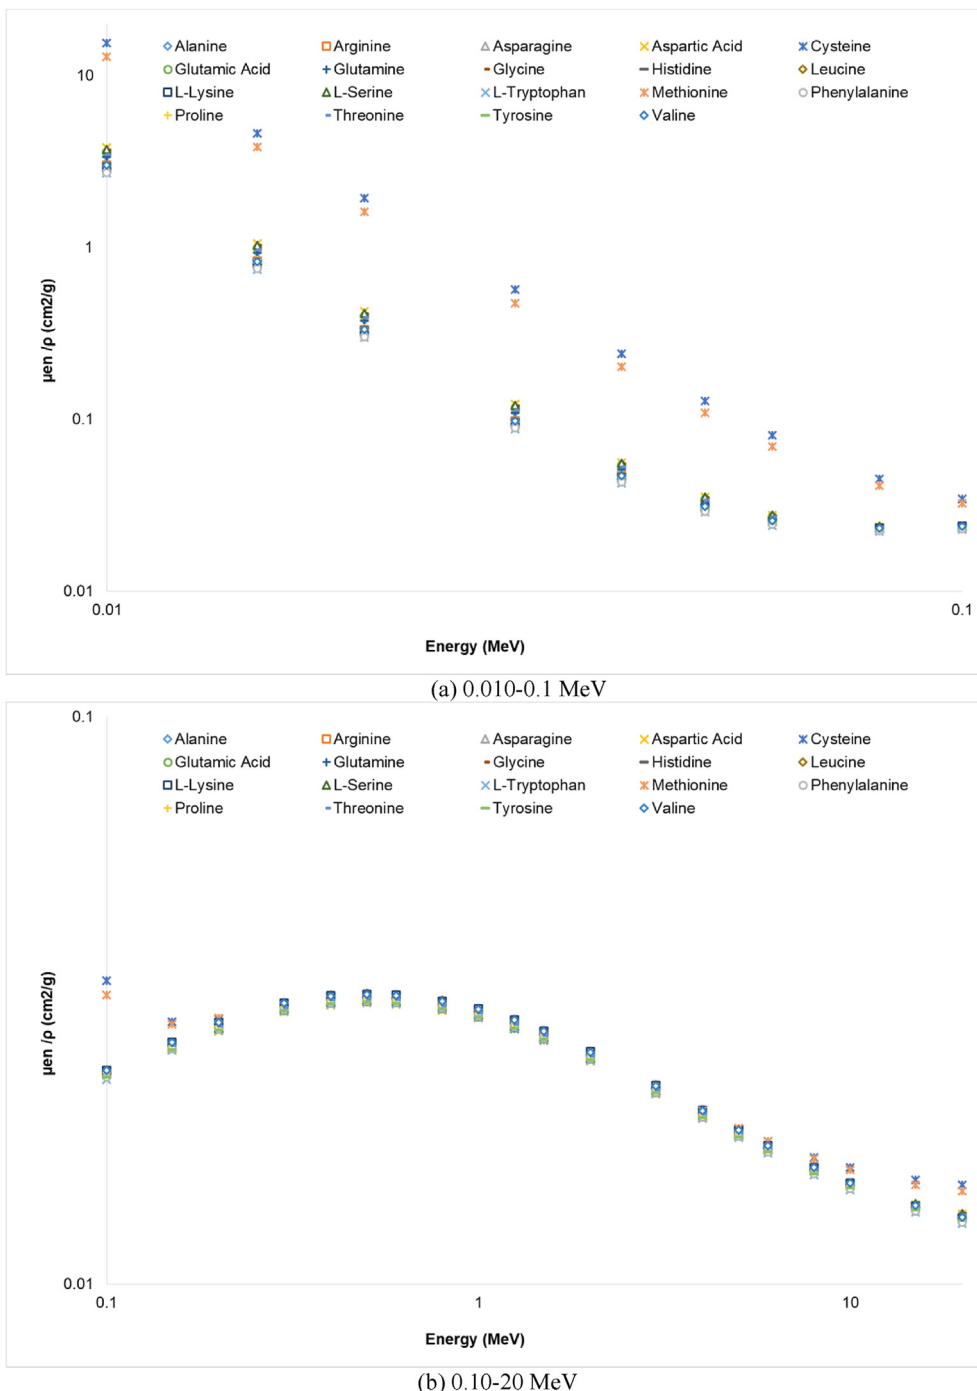 10
Alanine Arginine Asparagine Aspartic Acid Cysteine
Glutamic Acid Glutamine Glycine Histidine Leucine
L-Lysine L-Serine L-Tryptophan Methionine Phenylalanine
Proline Threonine Tyrosine Valine
1
μen /ρ (cm2/g)
0.1
0.01
0.01 0.1
Energy (MeV)
(a) 0.010-0.1 MeV
0.1
Alanine Arginine Asparagine Aspartic Acid Cysteine
Glutamic Acid Glutamine Glycine Histidine Leucine
L-Lysine L-Serine L-Tryptophan Methionine Phenylalanine
Proline Threonine Tyrosine Valine
μen /ρ (cm2/g)
0.01
0.1 1 10
Energy (MeV)
(b) 0.10-20 MeV